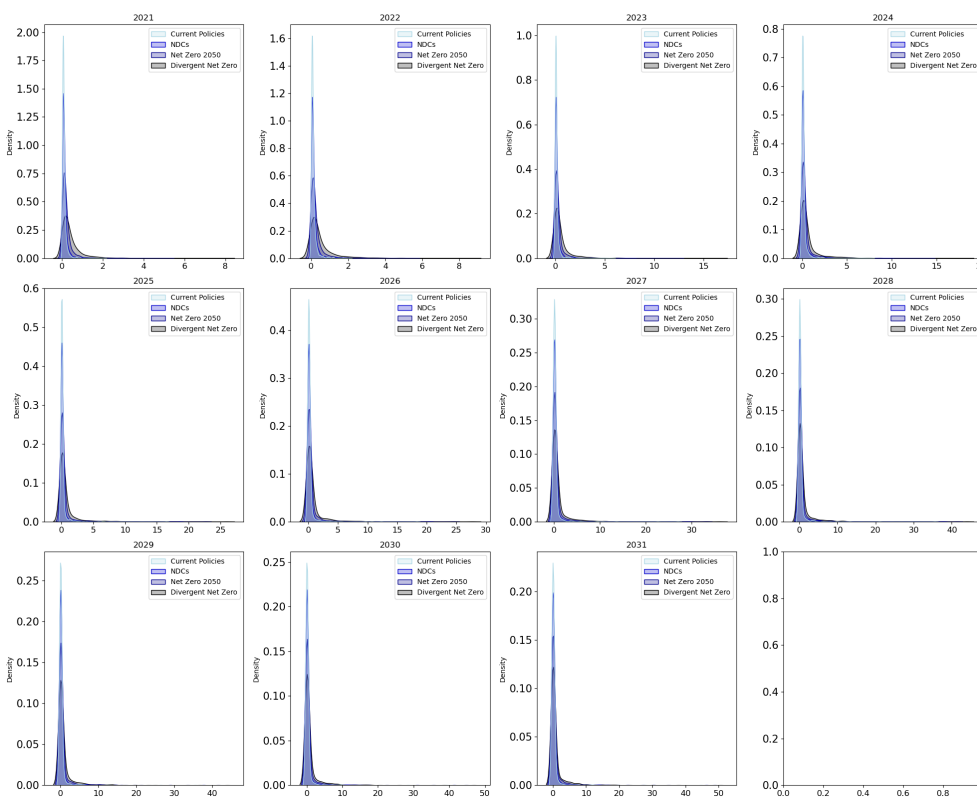 2021
2.00
1.75
1.50
1.25
1.00
0.75
0.50
0.25
0.00
Density
0 2 4 6 8
Current Policies
NDCs
Net Zero 2050
Divergent Net Zero
2022
1.6
1.4
1.2
1.0
0.8
0.6
0.4
0.2
0.0
Density
0 2 4 6 8
Current Policies
NDCs
Net Zero 2050
Divergent Net Zero
2023
1.0
0.8
0.6
0.4
0.2
0.0
Density
0 5 10 15
Current Policies
NDCs
Net Zero 2050
Divergent Net Zero
2024
0.8
0.7
0.6
0.5
0.4
0.3
0.2
0.1
0.0
Density
0 5 10 15
Current Policies
NDCs
Net Zero 2050
Divergent Net Zero
2025
0.6
0.5
0.4
0.3
0.2
0.1
0.0
Density
0 5 10 15 20 25
Current Policies
NDCs
Net Zero 2050
Divergent Net Zero
2026
0.4
0.3
0.2
0.1
0.0
Density
0 5 10 15 20 25 30
Current Policies
NDCs
Net Zero 2050
Divergent Net Zero
2027
0.30
0.25
0.20
0.15
0.10
0.05
0.00
Density
0 10 20 30
Current Policies
NDCs
Net Zero 2050
Divergent Net Zero
2028
0.30
0.25
0.20
0.15
0.10
0.05
0.00
Density
0 10 20 30 40
Current Policies
NDCs
Net Zero 2050
Divergent Net Zero
2029
0.25
0.20
0.15
0.10
0.05
0.00
Density
0 10 20 30 40
Current Policies
NDCs
Net Zero 2050
Divergent Net Zero
2030
0.25
0.20
0.15
0.10
0.05
0.00
Density
0 10 20 30 40 50
Current Policies
NDCs
Net Zero 2050
Divergent Net Zero
2031
0.20
0.15
0.10
0.05
0.00
Density
0 10 20 30 40 50
Current Policies
NDCs
Net Zero 2050
Divergent Net Zero
1.0
0.8
0.6
0.4
0.2
0.0
0.0 0.2 0.4 0.6 0.8